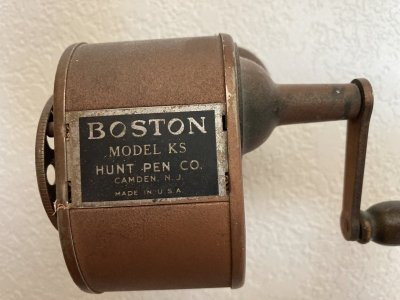 BOSTON
MODEL KS
HUNT PEN CO.
CAMDEN, N.J.
MADE IN U.S.A.